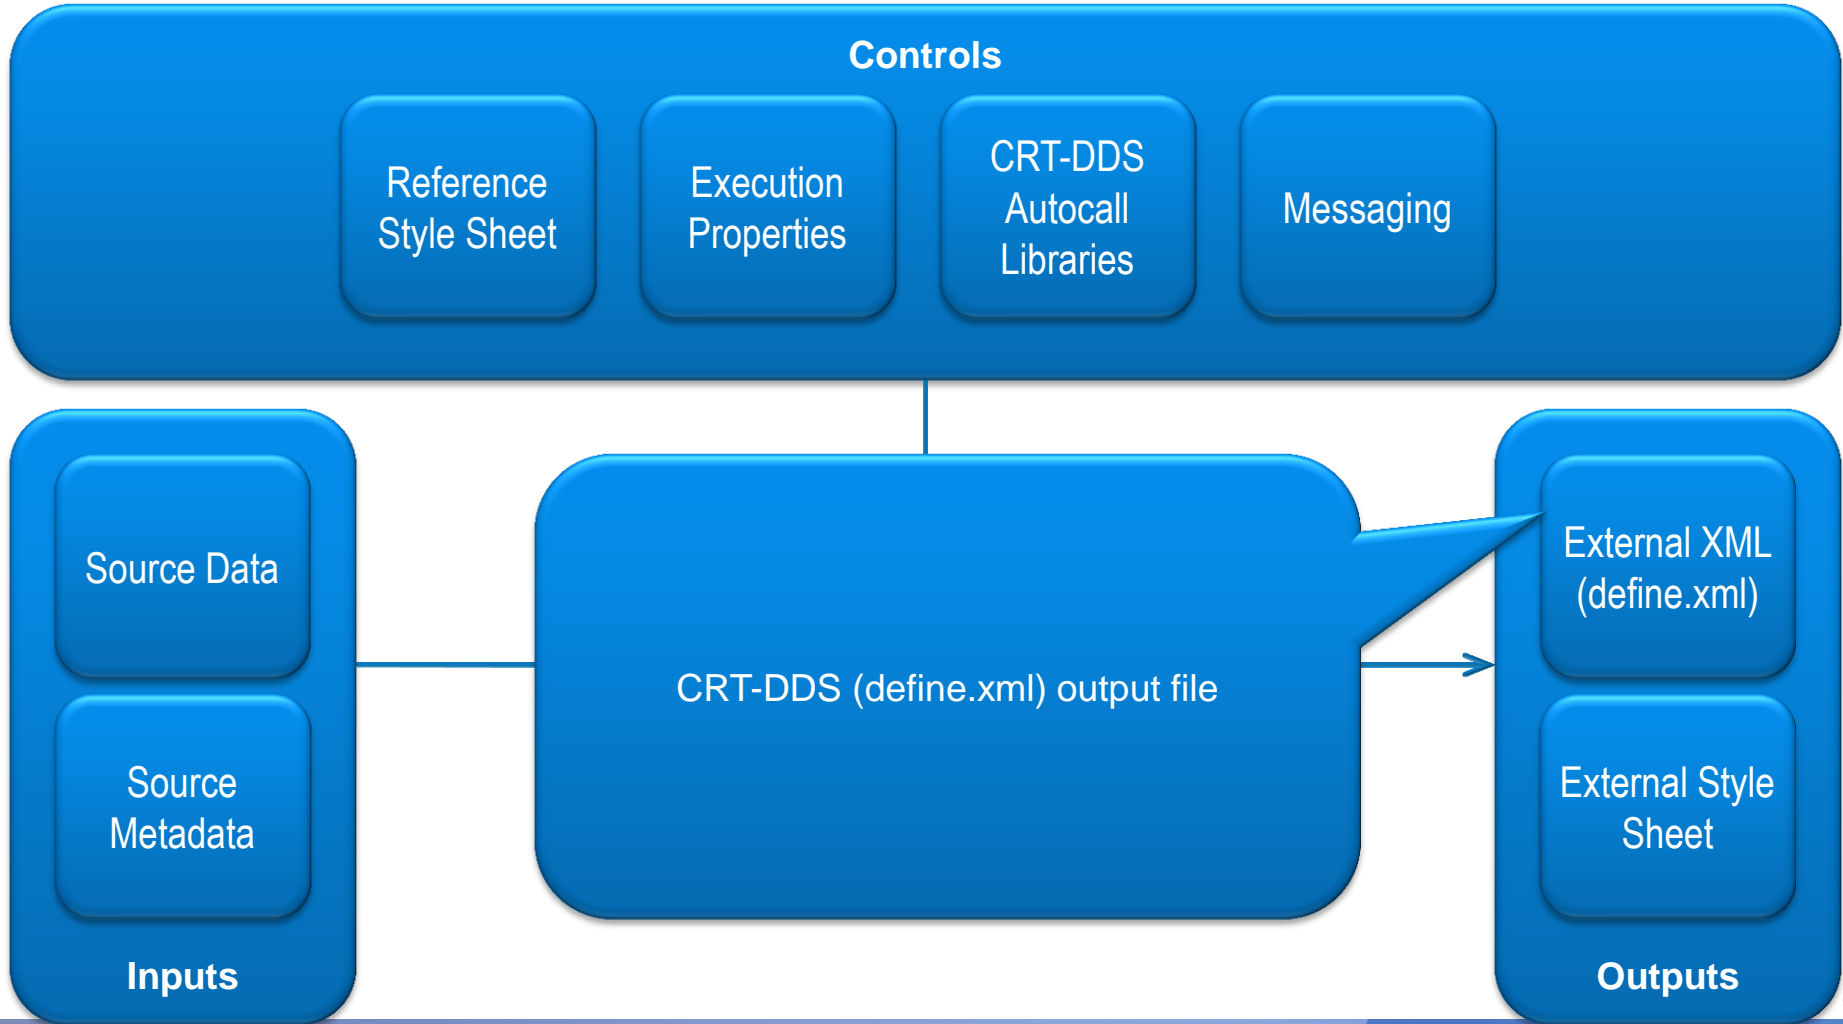 Controls
Reference
Style Sheet
Execution
Properties
CRT-DDS
Autocall
Libraries
Messaging
Source Data
Source
Metadata
Inputs
CRT-DDS (define.xml) output file
External XML
(define.xml)
External Style
Sheet
Outputs